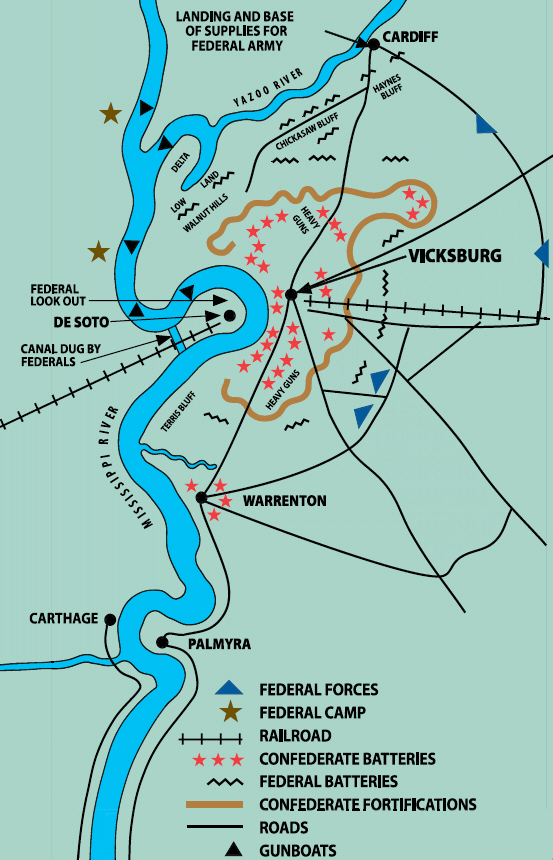 LANDING AND BASE
OF SUPPLIES FOR
FEDERAL ARMY
CARDIFF
YAZOO RIVER
HAYNES
BLUFF
CHICKASAW BLUFF
DELTA
LAND
LOW
WALNUT HILLS
HEAVY
GUNS
VICKSBURG
FEDERAL
LOOK OUT
DE SOTO
CANAL DUG BY
FEDERALS
HEAVY GUNS
TERRIS BLUFF
MISSISSIPPI RIVER
WARRENTON
CARTHAGE
PALMYRA
FEDERAL FORCES
FEDERAL CAMP
RAILROAD
CONFEDERATE BATTERIES
FEDERAL BATTERIES
CONFEDERATE FORTIFICATIONS
ROADS
GUNBOATS